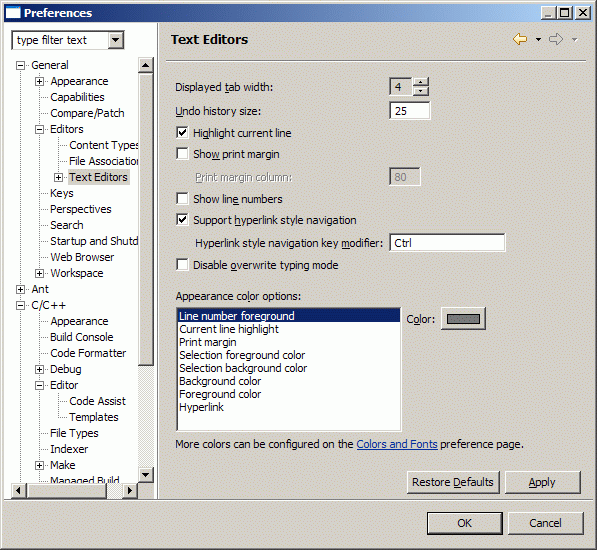 Preferences
type filter text
General
Appearance
Capabilities
Compare/Patch
Editors
Content Types
File Association
Text Editors
Keys
Perspectives
Search
Startup and Shutd
Web Browser
Workspace
Ant
C/C++
Appearance
Build Console
Code Formatter
Debug
Editor
Code Assist
Templates
File Types
Indexer
Make
Managed Build
Text Editors
Displayed tab width: 4
Undo history size: 25
Highlight current line
Show print margin
Print margin column: 80
Show line numbers
Support hyperlink style navigation
Hyperlink style navigation key modifier: Ctrl
Disable overwrite typing mode
Appearance color options:
Line number foreground
Current line highlight
Print margin
Selection foreground color
Selection background color
Background color
Foreground color
Hyperlink
Color:
More colors can be configured on the Colors and Fonts preference page.
Restore Defaults
Apply
OK
Cancel